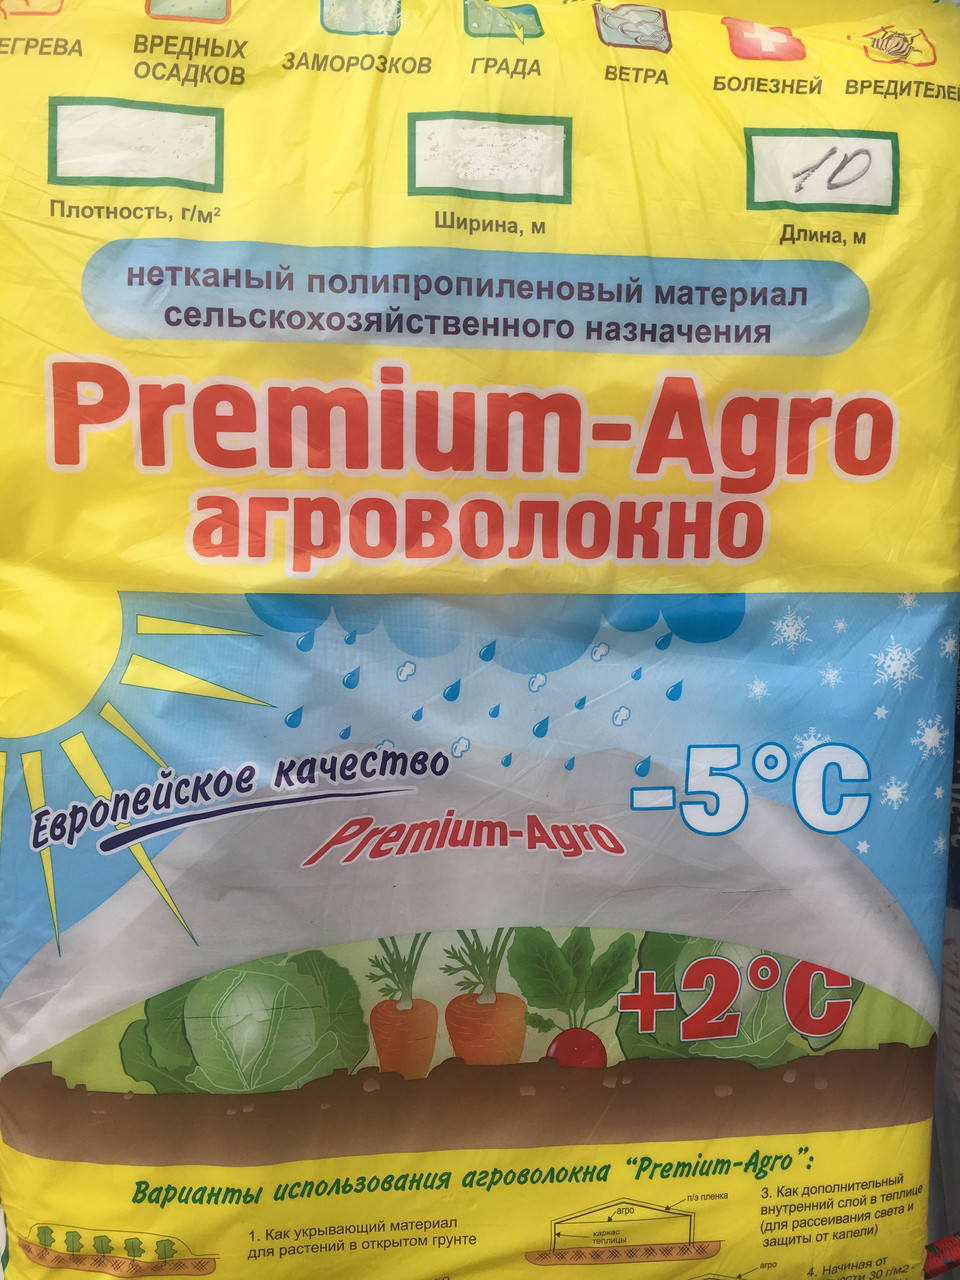 ВРЕДНЫХ
ОСАДКОВ
ЗАМОРОЗКОВ
ГРАДА
ВЕТРА
БОЛЕЗНЕЙ
10
Плотность, г/м²
Ширина, м
Длина, м
нетканый полипропиленовый материал
сельскохозяйственного назначения
Premium-Agro
агроволокно
-5°C
Европейское качество
Premium-Agro
+2°C
Варианты использования агроволокна “Premium-Agro”:
1. Как укрывающий материал
для растений в открытом грунте
п/э пленка
агро
каркас
теплицы
3. Как дополнительный
внутренний слой в теплице
(для рассеивания света и
защиты от капели)
агро
4. Начиная от
30 г/м2 -